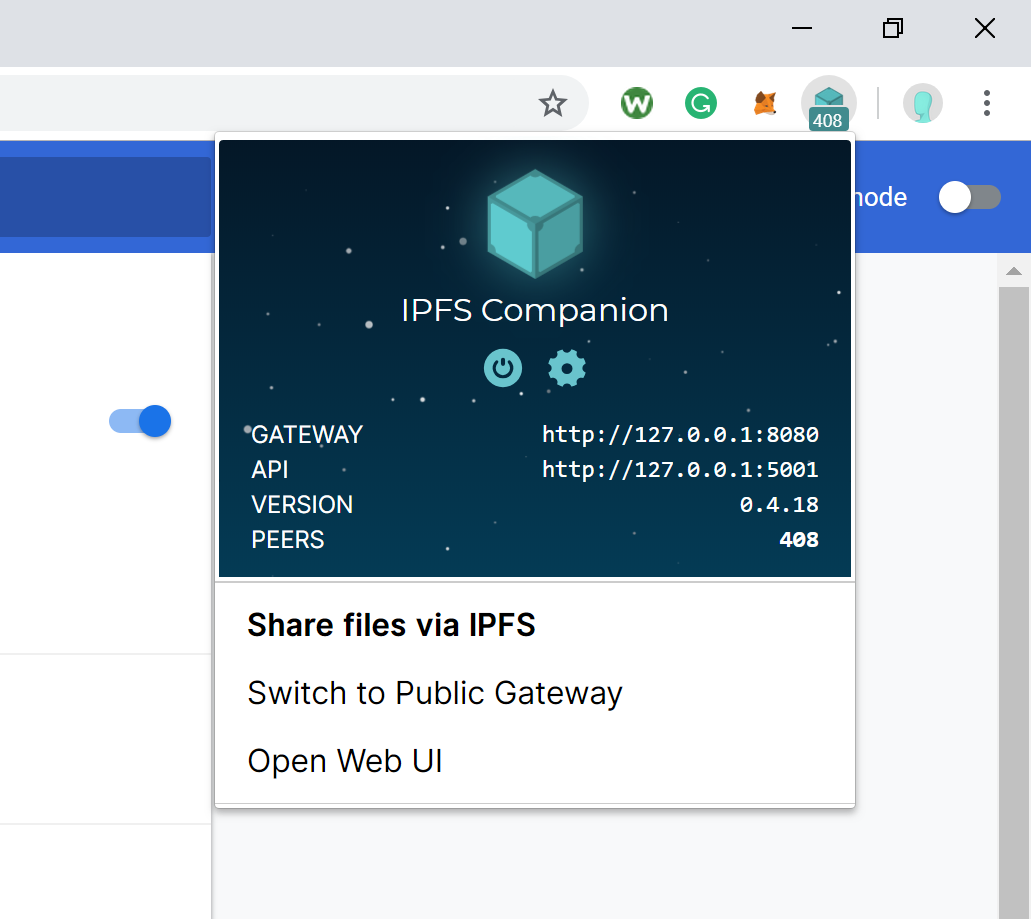 W
G
408
node
IPFS Companion
GATEWAY http://127.0.0.1:8080
API http://127.0.0.1:5001
VERSION 0.4.18
PEERS 408
Share files via IPFS
Switch to Public Gateway
Open Web UI